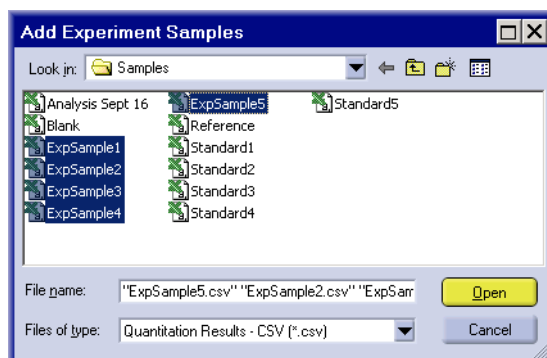 Add Experiment Samples
Look in: Samples
Analysis Sept 16 ExpSample5 Standard5
Blank Reference
ExpSample1 Standard1
ExpSample2 Standard2
ExpSample3 Standard3
ExpSample4 Standard4
File name: "ExpSample5.csv" "ExpSample2.csv" "ExpSam
Open
Files of type: Quantitation Results - CSV (*.csv)
Cancel